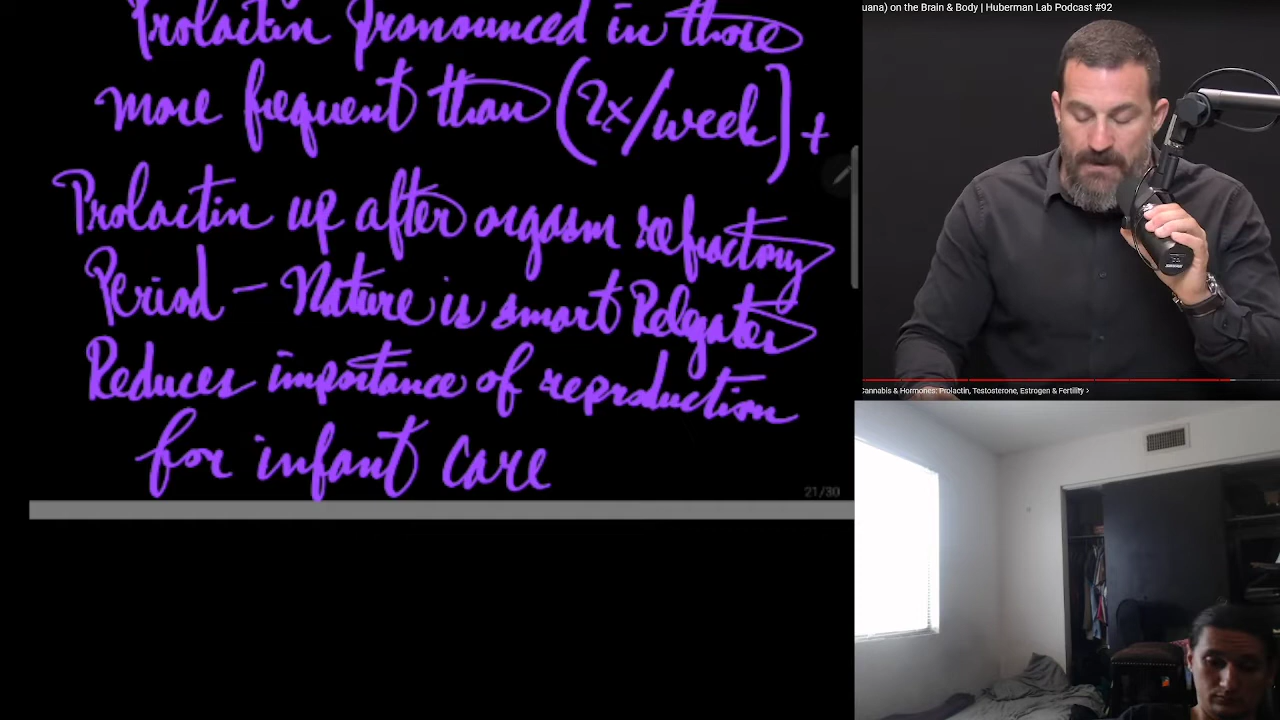 uana) on the Brain & Body | Huberman Lab Podcast #92
Prolactin pronounced in those
more frequent than (2x/week) +
Prolactin up after orgasm refractory
Period - Nature is smart Relegates
Reduces importance of reproduction
for infant care
21/30
Cannabis & Hormones: Prolactin, Testosterone, Estrogen & Fertility >